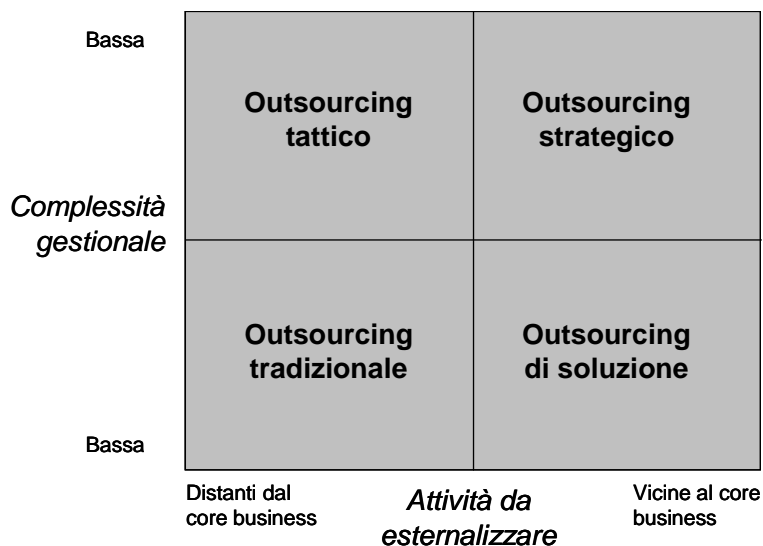 Bassa
Outsourcing
tattico
Outsourcing
strategico
Complessità
gestionale
Outsourcing
tradizionale
Outsourcing
di soluzione
Bassa
Distanti dal
core business
Attività da
esternalizzare
Vicine al core
business